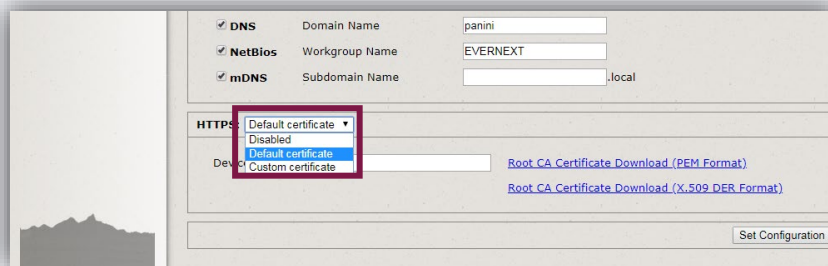 DNS Domain Name panini
NetBios Workgroup Name EVERNEXT
mDNS Subdomain Name .local
HTTPS: Default certificate
Disabled
Default certificate
Custom certificate
Root CA Certificate Download (PEM Format)
Root CA Certificate Download (X.509 DER Format)
Set Configuration